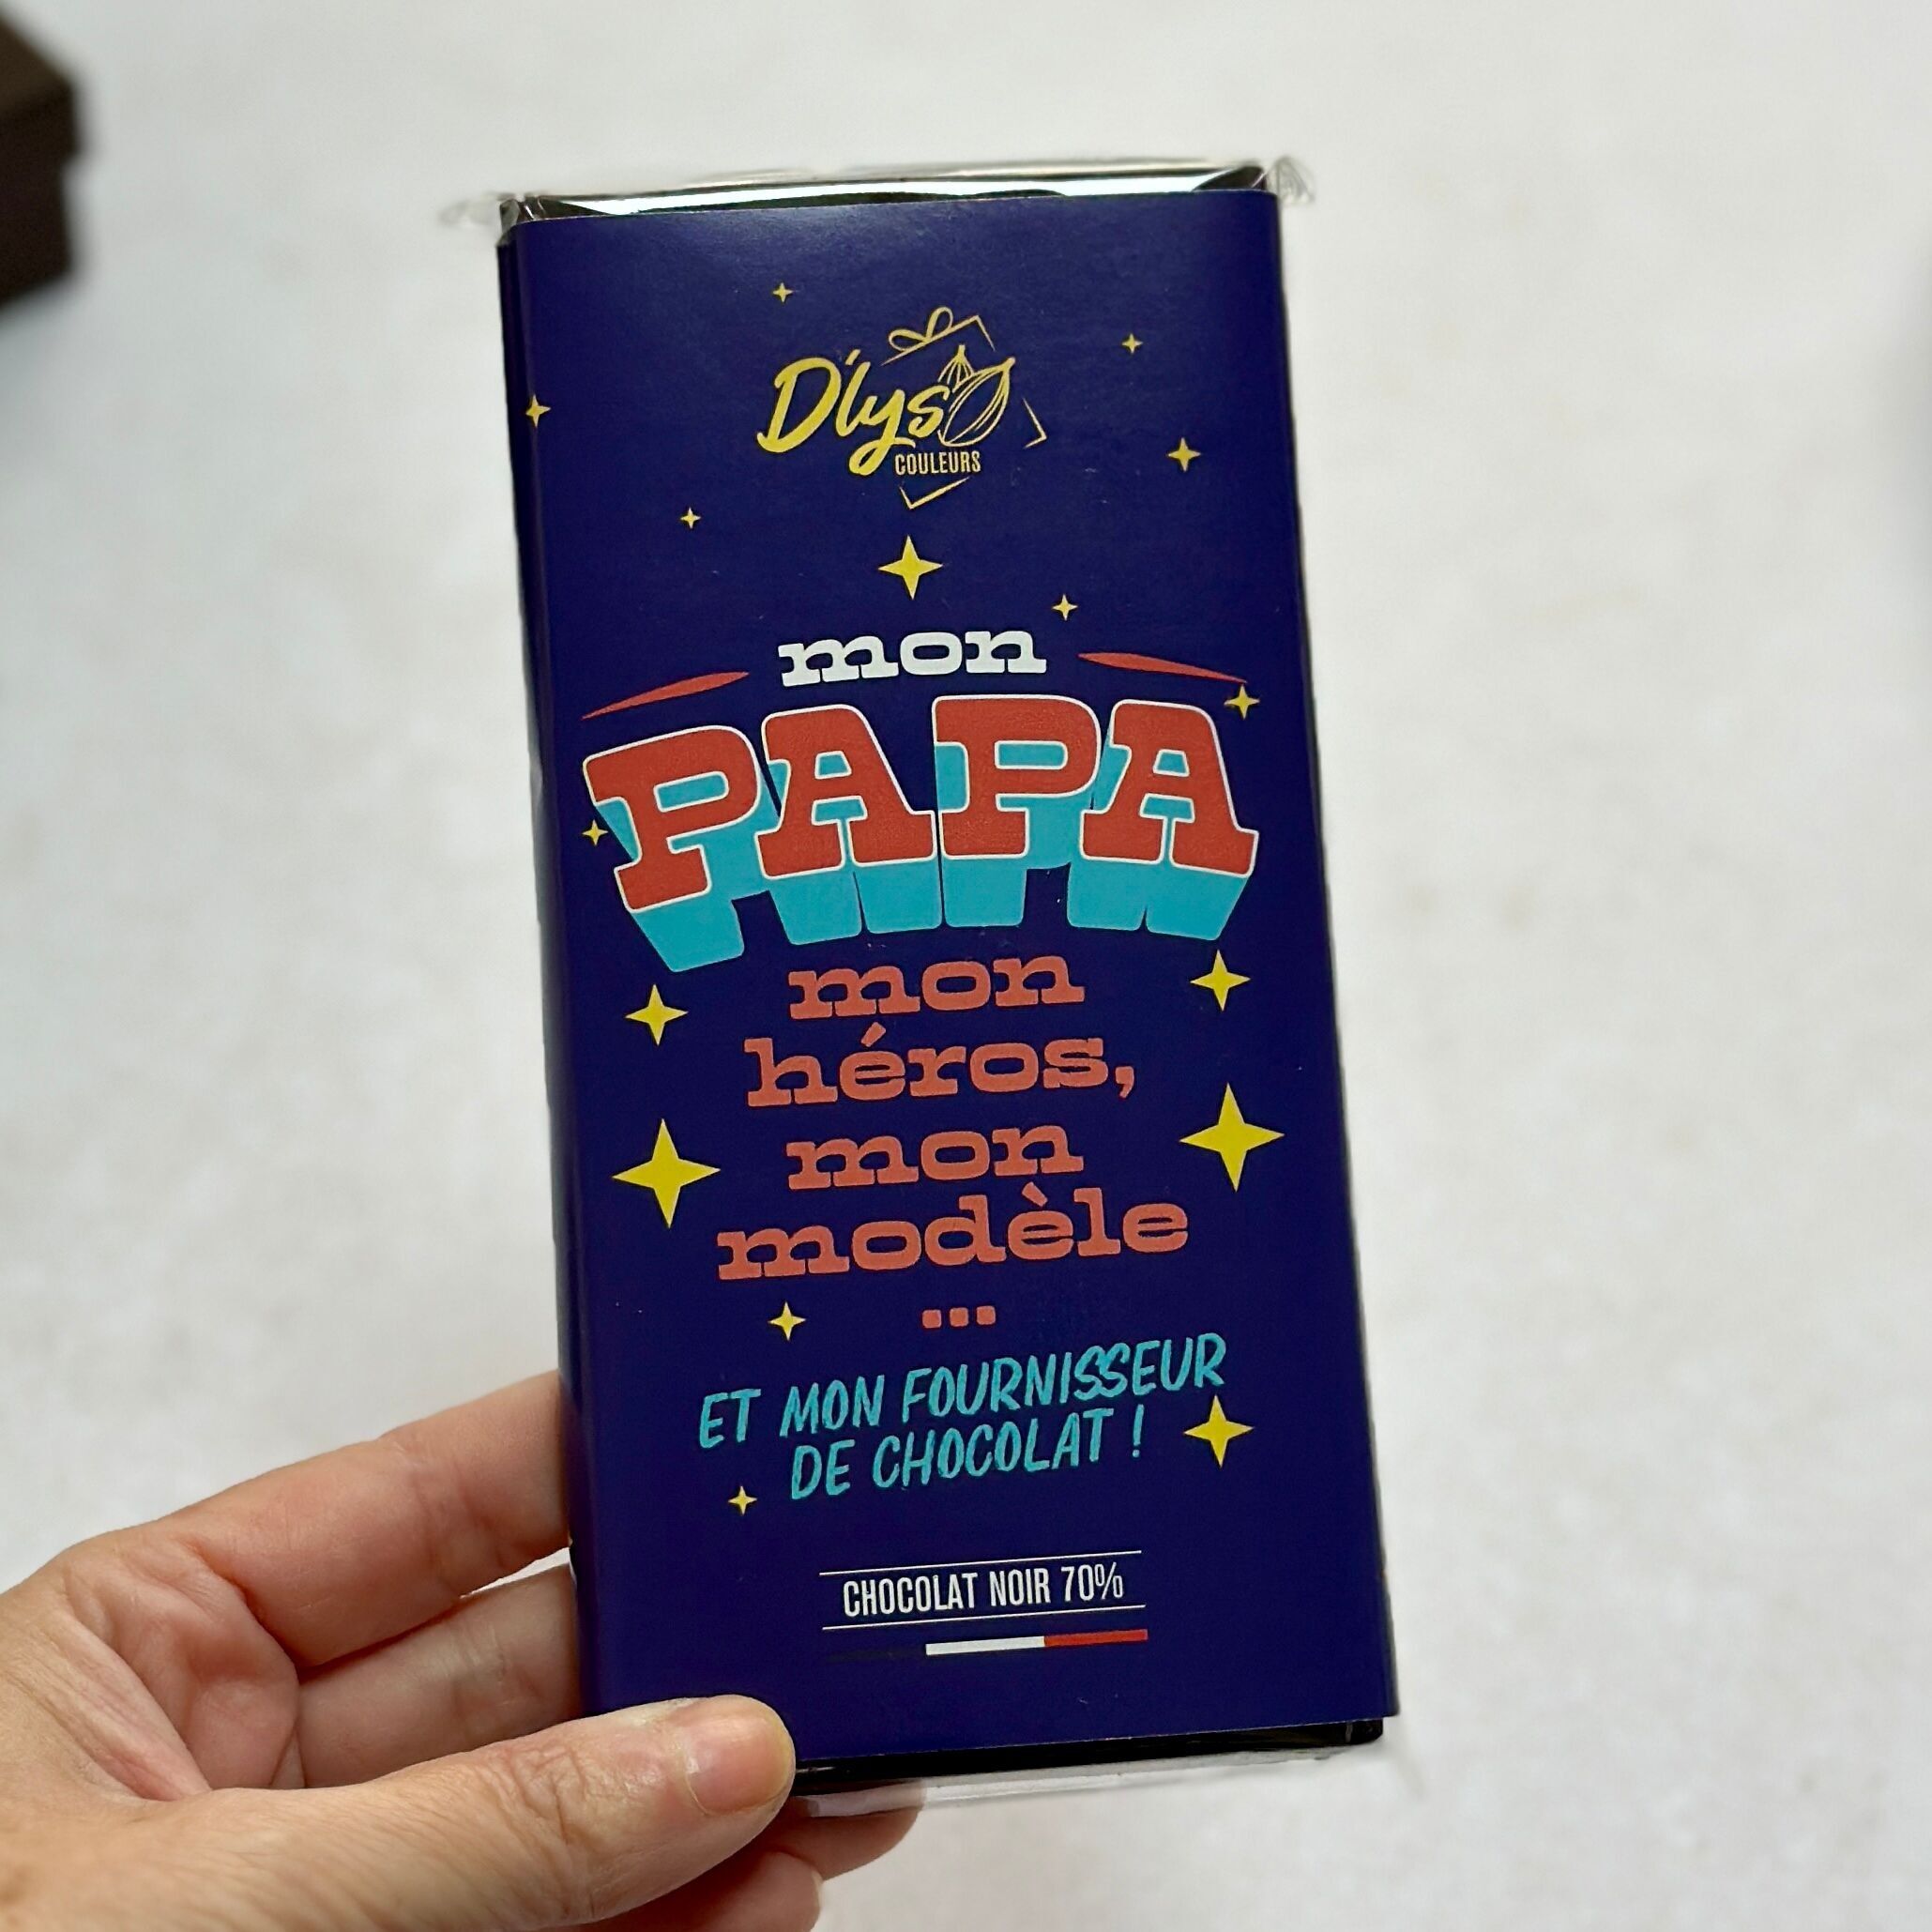 D'lys
COULEURS
mon
PAPA
mon
héros,
mon
modèle
...
ET MON FOURNISSEUR
DE CHOCOLAT !
CHOCOLAT NOIR 70%